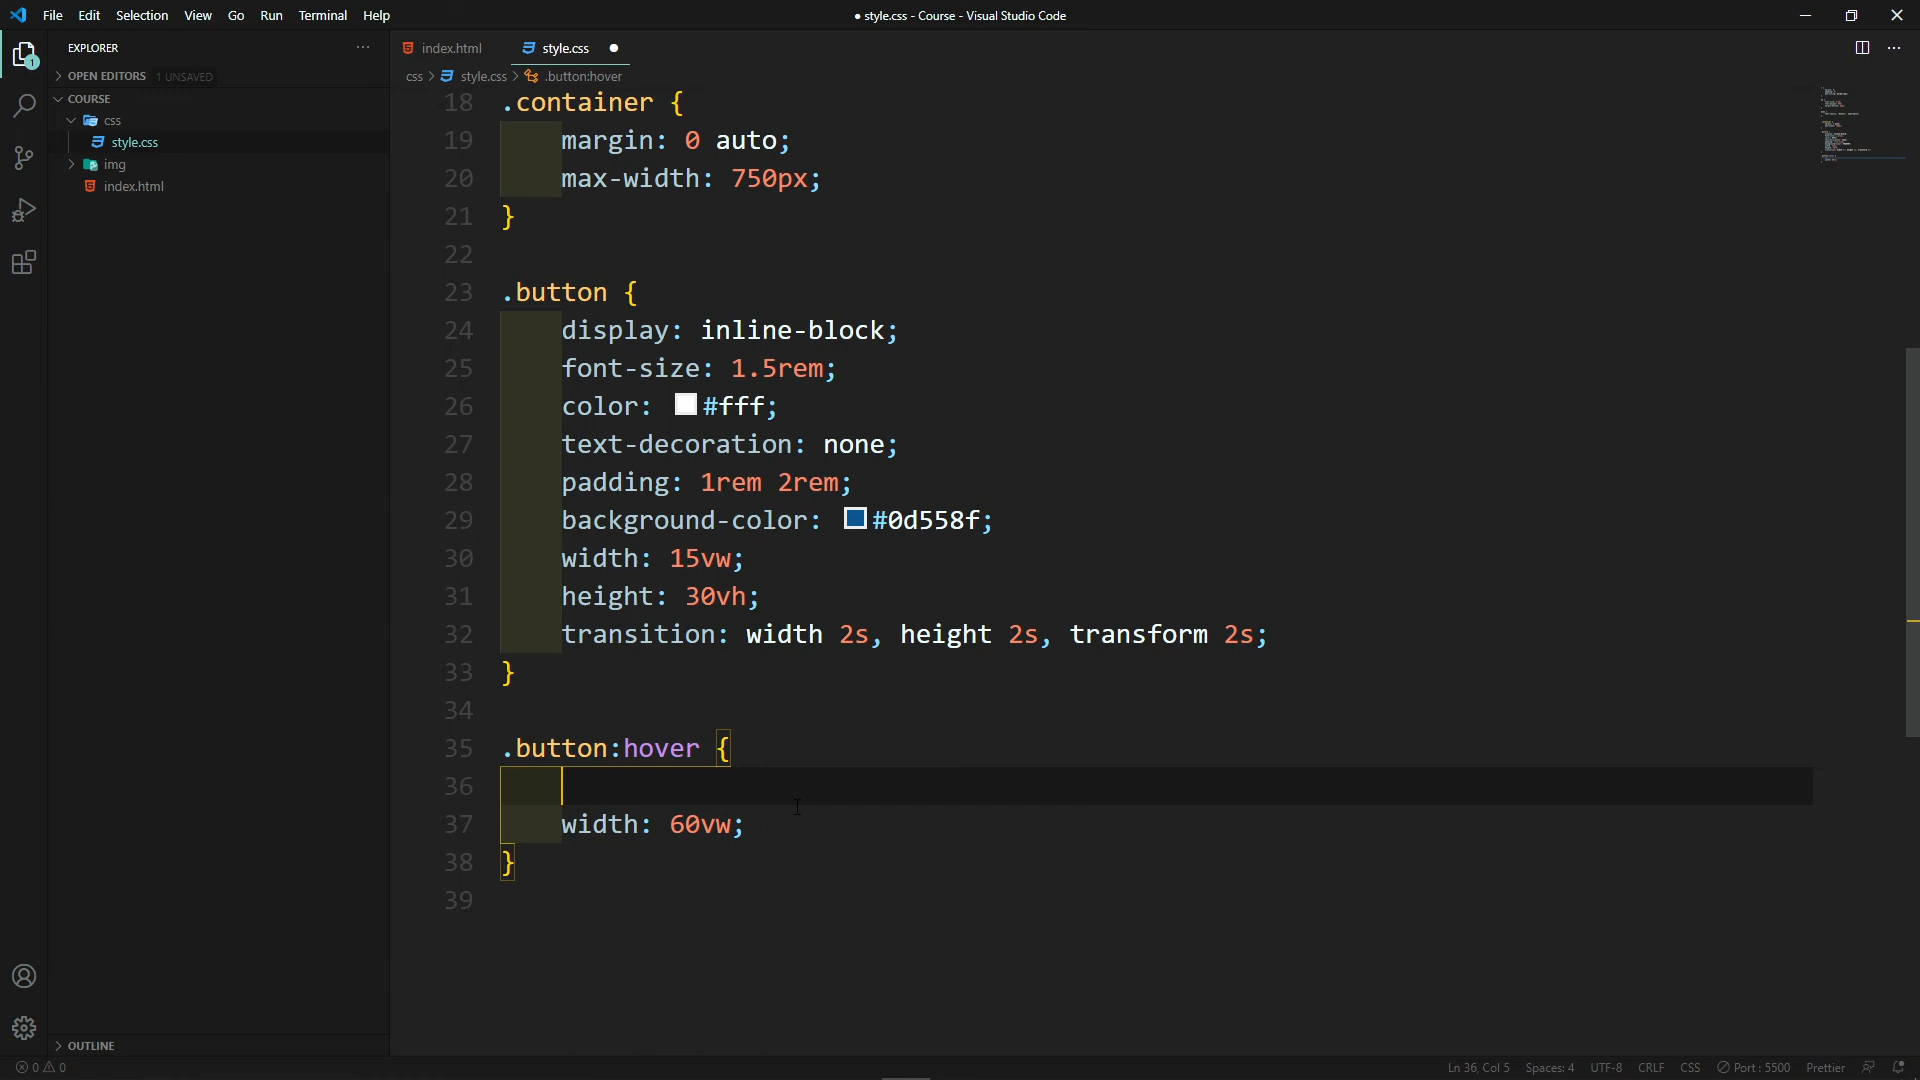 File Edit Selection View Go Run Terminal Help
● style.css - Course - Visual Studio Code
EXPLORER
OPEN EDITORS 1 UNSAVED
COURSE
css
style.css
img
index.html
OUTLINE
1
index.html style.css
css > style.css > .button:hover
18 .container {
19 margin: 0 auto;
20 max-width: 750px;
21 }
22
23 .button {
24 display: inline-block;
25 font-size: 1.5rem;
26 color: #fff;
27 text-decoration: none;
28 padding: 1rem 2rem;
29 background-color: #0d558f;
30 width: 15vw;
31 height: 30vh;
32 transition: width 2s, height 2s, transform 2s;
33 }
34
35 .button:hover {
36
37 width: 60vw;
38 }
39
0 0 Ln 36, Col 5 Spaces: 4 UTF-8 CRLF CSS Port : 5500 Prettier